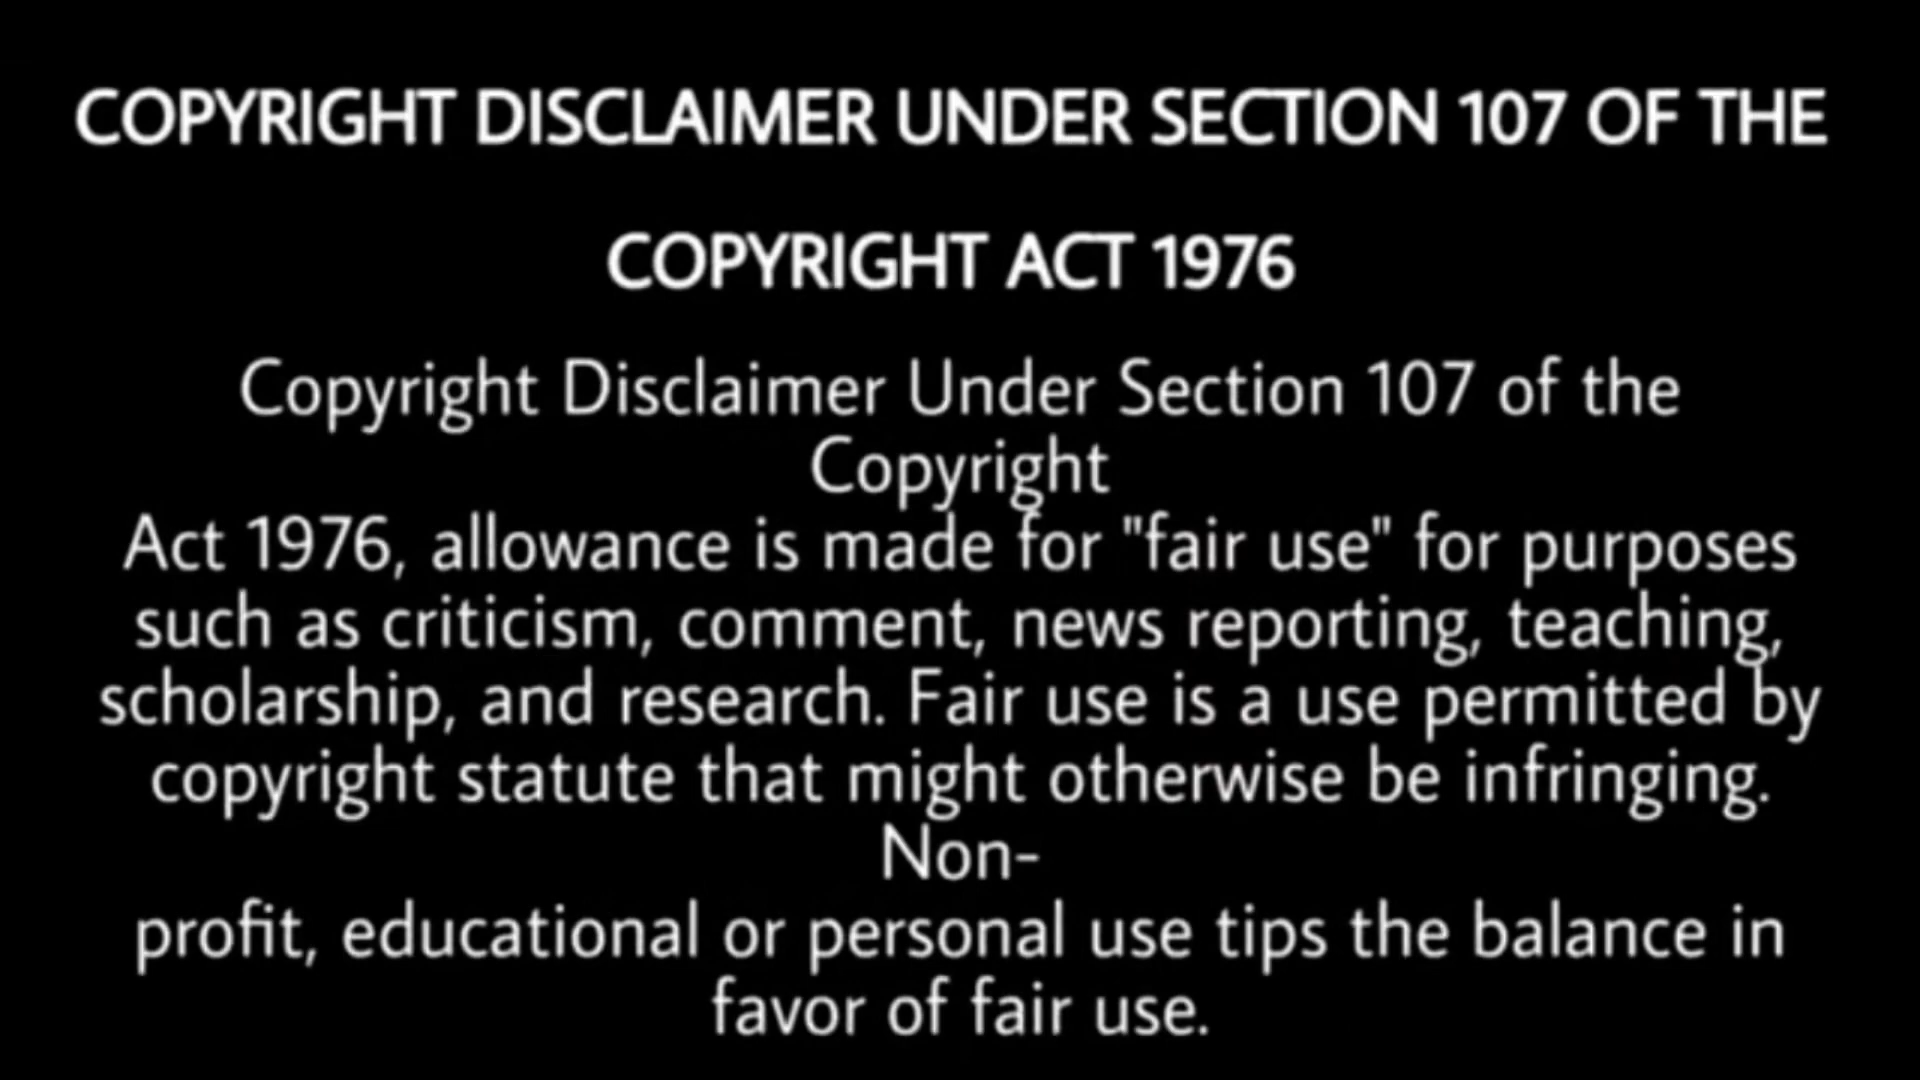 COPYRIGHT DISCLAIMER UNDER SECTION 107 OF THE
COPYRIGHT ACT 1976
Copyright Disclaimer Under Section 107 of the
Copyright
Act 1976, allowance is made for "fair use" for purposes
such as criticism, comment, news reporting, teaching,
scholarship, and research. Fair use is a use permitted by
copyright statute that might otherwise be infringing.
Non-
profit, educational or personal use tips the balance in
favor of fair use.